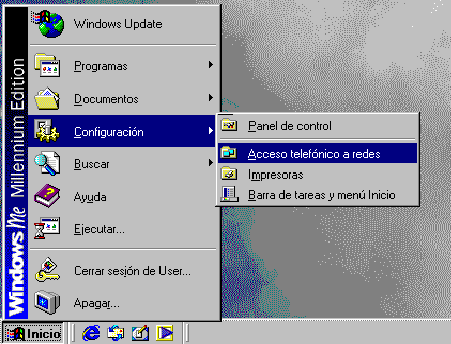 Windows Update
Programas
Documentos
Configuración
Buscar
Ayuda
Ejecutar...
Cerrar sesión de User...
Apagar...
Windows Me Millennium Edition
Panel de control
Acceso telefónico a redes
Impresoras
Barra de tareas y menú Inicio
Inicio